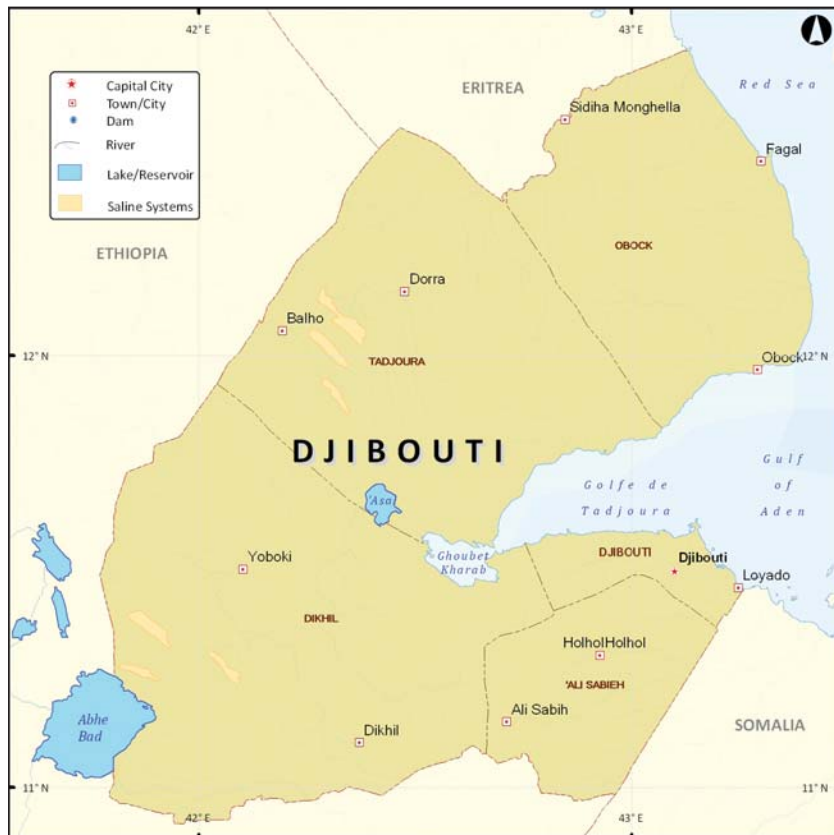 42° E
43° E
Capital City
Town/City
Dam
River
Lake/Reservoir
Saline Systems
ERITREA
Red Sea
Sidiha Monghella
Fagal
ETHIOPIA
OBOCK
Dorra
Balho
12° N
TADJOURA
Obock
12° N
DJIBOUTI
Golfe de
Tadjoura
Gulf
of
Aden
'Asal
Ghoubet
Kharab
Yoboki
DJIBOUTI
Djibouti
Loyado
DIKHIL
HolholHolhol
'ALI SABIEH
Abhe
Bad
Dikhil
Ali Sabih
SOMALIA
11° N
11° N
42° E
43° E